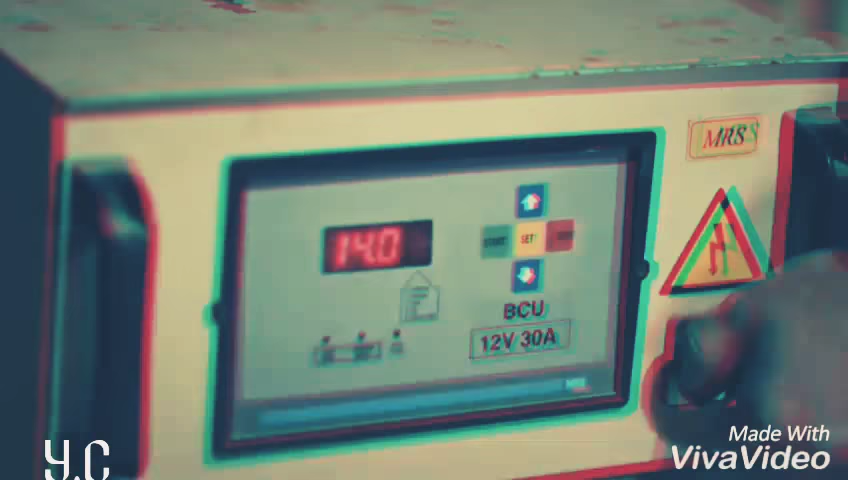 MRS
14.0
START SET
BCU
12V 30A
Y.C
Made With
VivaVideo